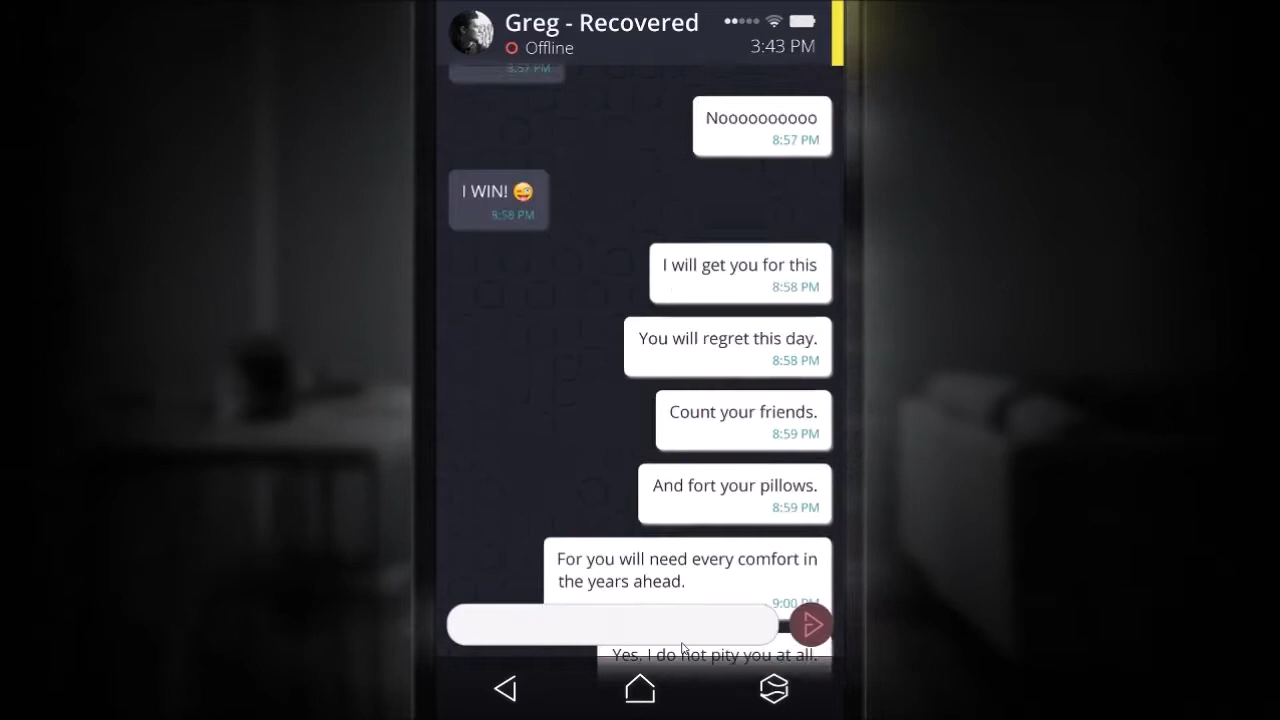 Greg - Recovered
Offline
3:43 PM
8:57 PM
Noooooooooo
8:57 PM
I WIN! 😜
8:58 PM
I will get you for this
8:58 PM
You will regret this day.
8:58 PM
Count your friends.
8:59 PM
And fort your pillows.
8:59 PM
For you will need every comfort in
the years ahead.
9:00 PM
Yes, I do not pity you at all.